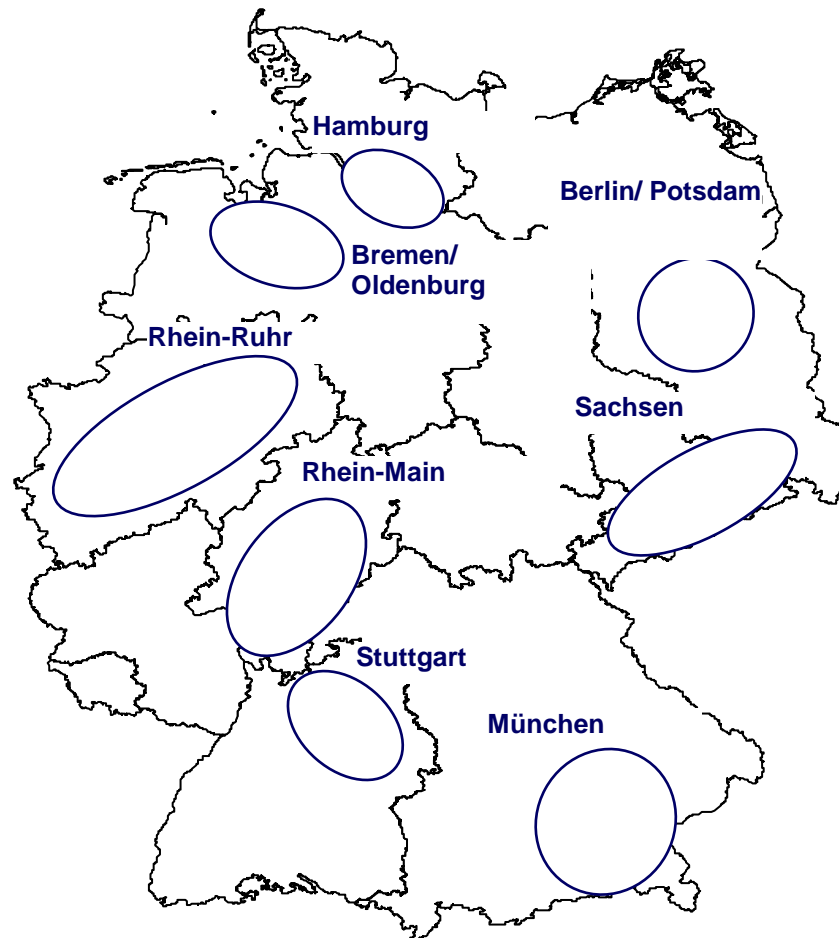 Hamburg
Berlin/ Potsdam
Bremen/
Oldenburg
Rhein-Ruhr
Sachsen
Rhein-Main
Stuttgart
München